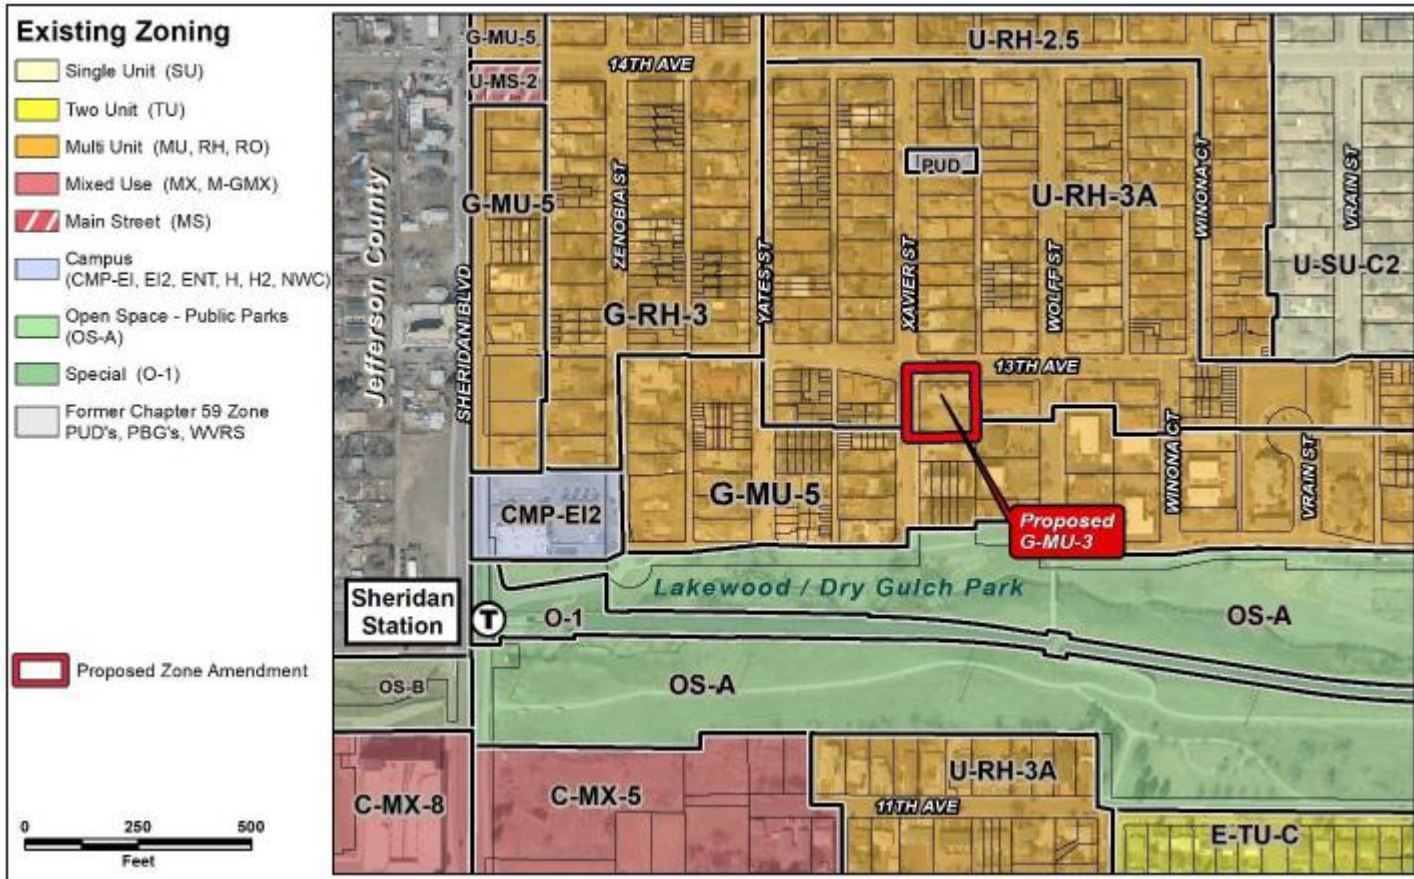 Existing Zoning
Single Unit (SU)
Two Unit (TU)
Multi Unit (MU, RH, RO)
Mixed Use (MX, M-GMX)
Main Street (MS)
Campus
(CMP-EI, EI2, ENT, H, H2, NWC)
Open Space - Public Parks
(OS-A)
Special (O-1)
Former Chapter 59 Zone
PUD's, PBG's, WVRS
Proposed Zone Amendment
0 250 500
Feet
G-MU-5
U-MS-2
14TH AVE
U-RH-2.5
G-MU-5
ZENOBIA ST
PUD
U-RH-3A
WINONA CT
VRAIN ST
Jefferson County
SHERIDAN BLVD
G-RH-3
YATES ST
XAVIER ST
WOLFF ST
U-SU-C2
13TH AVE
CMP-EI2
G-MU-5
WINONA CT
VRAIN ST
Proposed
G-MU-3
Sheridan
Station
T
O-1
Lakewood / Dry Gulch Park
OS-A
OS-B
OS-A
C-MX-8
C-MX-5
U-RH-3A
11TH AVE
E-TU-C